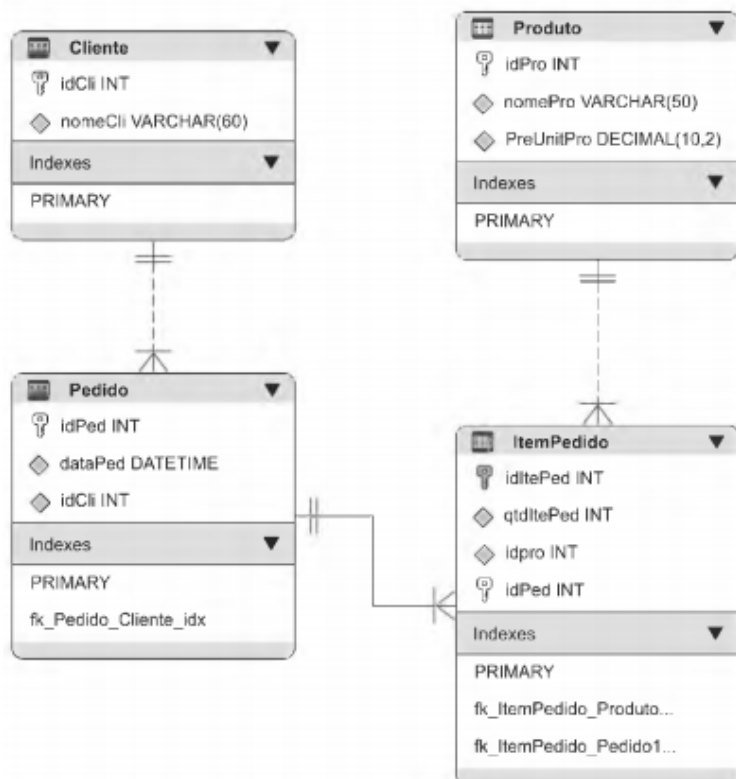 Cliente
idCli INT
nomeCli VARCHAR(60)
Indexes
PRIMARY
Produto
idPro INT
nomePro VARCHAR(50)
PreUnitPro DECIMAL(10,2)
Indexes
PRIMARY
Pedido
idPed INT
dataPed DATETIME
idCli INT
Indexes
PRIMARY
fk_Pedido_Cliente_idx
ItemPedido
idItePed INT
qtdItePed INT
idpro INT
idPed INT
Indexes
PRIMARY
fk_ItemPedido_Produto...
fk_ItemPedido_Pedido1...